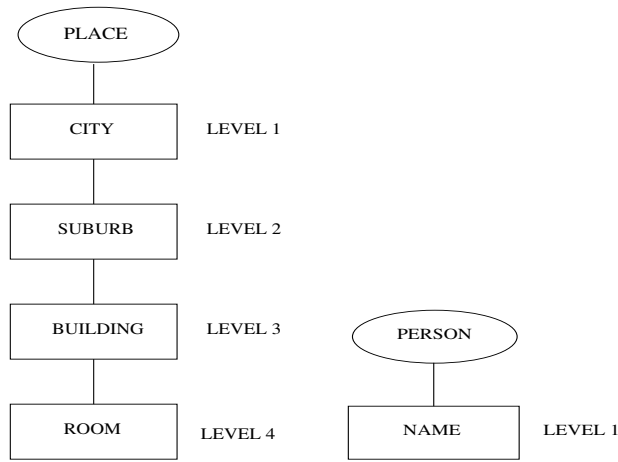 PLACE
CITY LEVEL 1
SUBURB LEVEL 2
BUILDING LEVEL 3
ROOM LEVEL 4
PERSON
NAME LEVEL 1